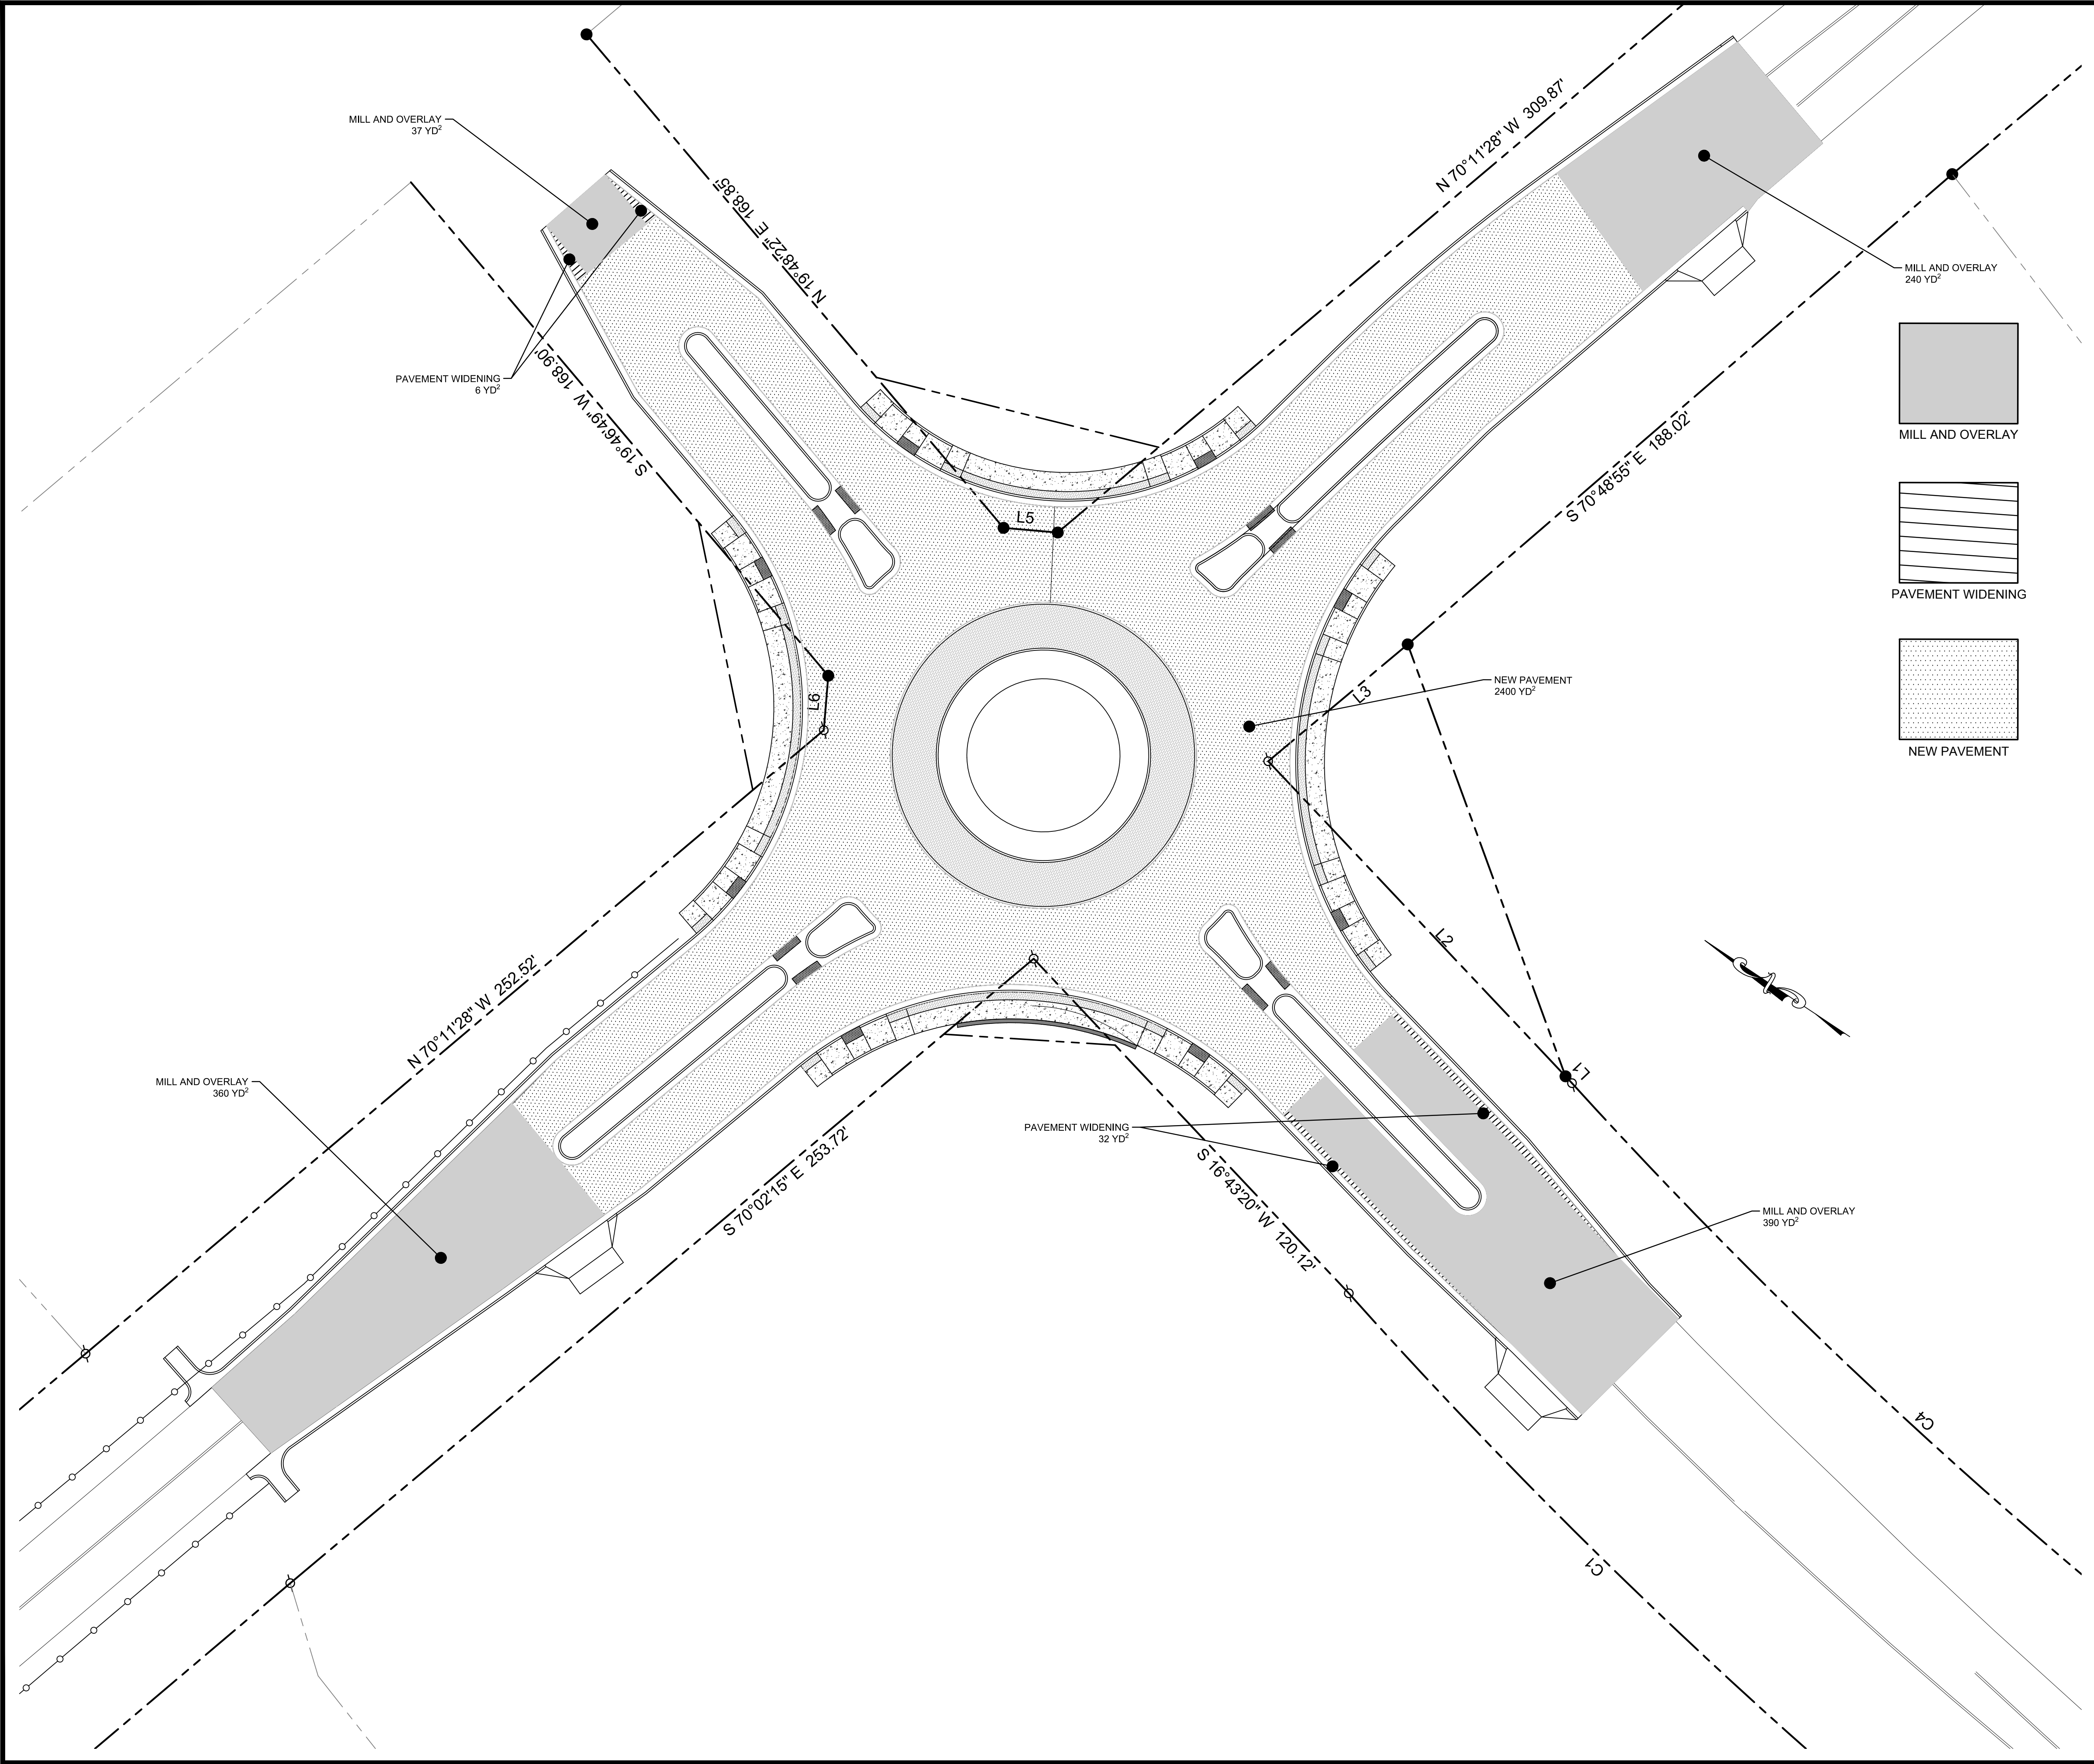 MILL AND OVERLAY
37 YD²
N 70°11'28" W 309.87'
N 19°48'22" E 168.85'
MILL AND OVERLAY
240 YD²
PAVEMENT WIDENING
6 YD²
S 19°46'49" W 168.90'
MILL AND OVERLAY
S 70°48'55" E 188.02'
L5
PAVEMENT WIDENING
NEW PAVEMENT
2400 YD²
L3
L6
NEW PAVEMENT
L2
N 70°11'28" W 252.52'
L1
MILL AND OVERLAY
360 YD²
PAVEMENT WIDENING
32 YD²
S 70°02'15" E 253.72'
S 16°43'20" W 120.12'
MILL AND OVERLAY
390 YD²
C4
C1